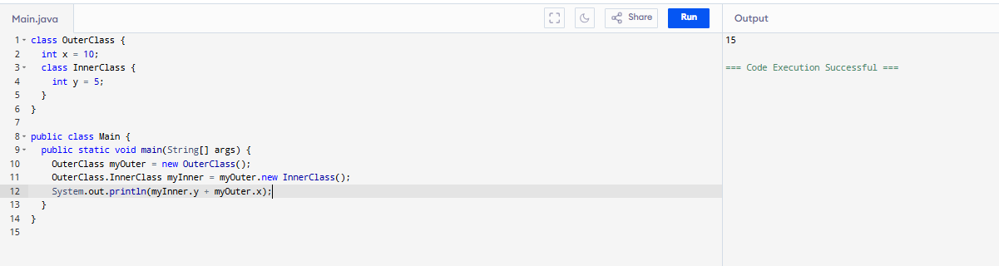 Main.java
Share
Run
Output
1 class OuterClass {
2   int x = 10;
3   class InnerClass {
4     int y = 5;
5   }
6 }
7
8 public class Main {
9   public static void main(String[] args) {
10     OuterClass myOuter = new OuterClass();
11     OuterClass.InnerClass myInner = myOuter.new InnerClass();
12     System.out.println(myInner.y + myOuter.x);
13   }
14 }
15
15
=== Code Execution Successful ===